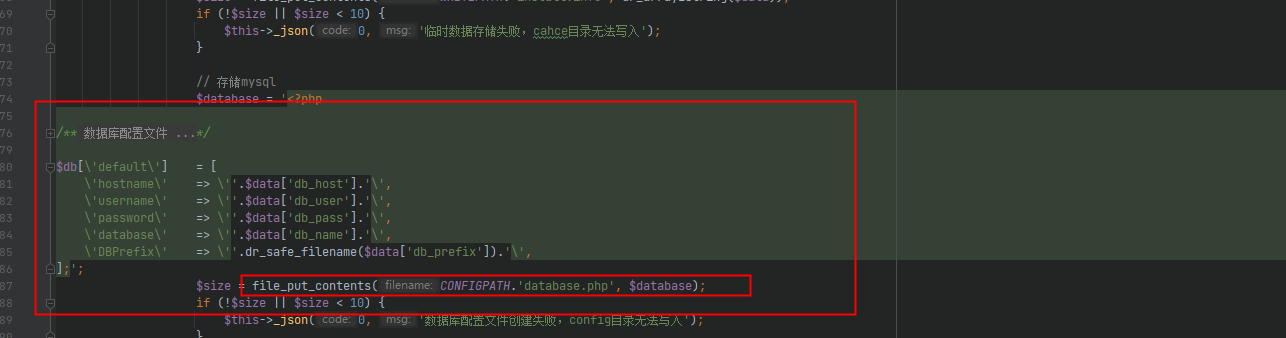 if (!$size || $size < 10) {
70 $this->_json( code: 0, msg: '临时数据存储失败，cahce目录无法写入');
71 }
72
73 // 存储mysql
74 $database = '<?php
75
76 /** 数据库配置文件 ...*/
79
80 $db[\'default\'] = [
81 \'hostname\' => \''.$data['db_host'].'\',
82 \'username\' => \''.$data['db_user'].'\',
83 \'password\' => \''.$data['db_pass'].'\',
84 \'database\' => \''.$data['db_name'].'\',
85 \'DBPrefix\' => \''.dr_safe_filename($data['db_prefix']).'\',
86 ];';
87 $size = file_put_contents( filename: CONFIGPATH.'database.php', $database);
88 if (!$size || $size < 10) {
89 $this->_json( code: 0, msg: '数据库配置文件创建失败，config目录无法写入');
90 }